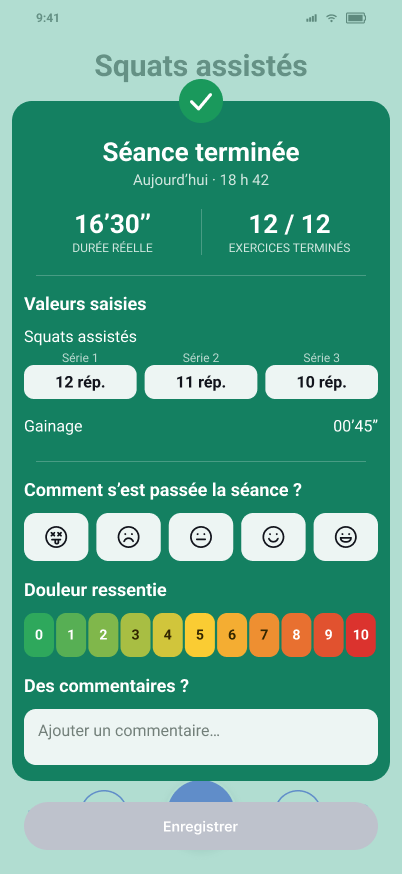 9:41
Squats assistés
Séance terminée
Aujourd’hui · 18 h 42
16’30’’
12 / 12
DURÉE RÉELLE
EXERCICES TERMINÉS
Valeurs saisies
Squats assistés
Série 1
Série 2
Série 3
12 rép.
11 rép.
10 rép.
Gainage
00’45’’
Comment s’est passée la séance ?
Douleur ressentie
0 1 2 3 4 5 6 7 8 9 10
Des commentaires ?
Ajouter un commentaire…
Enregistrer